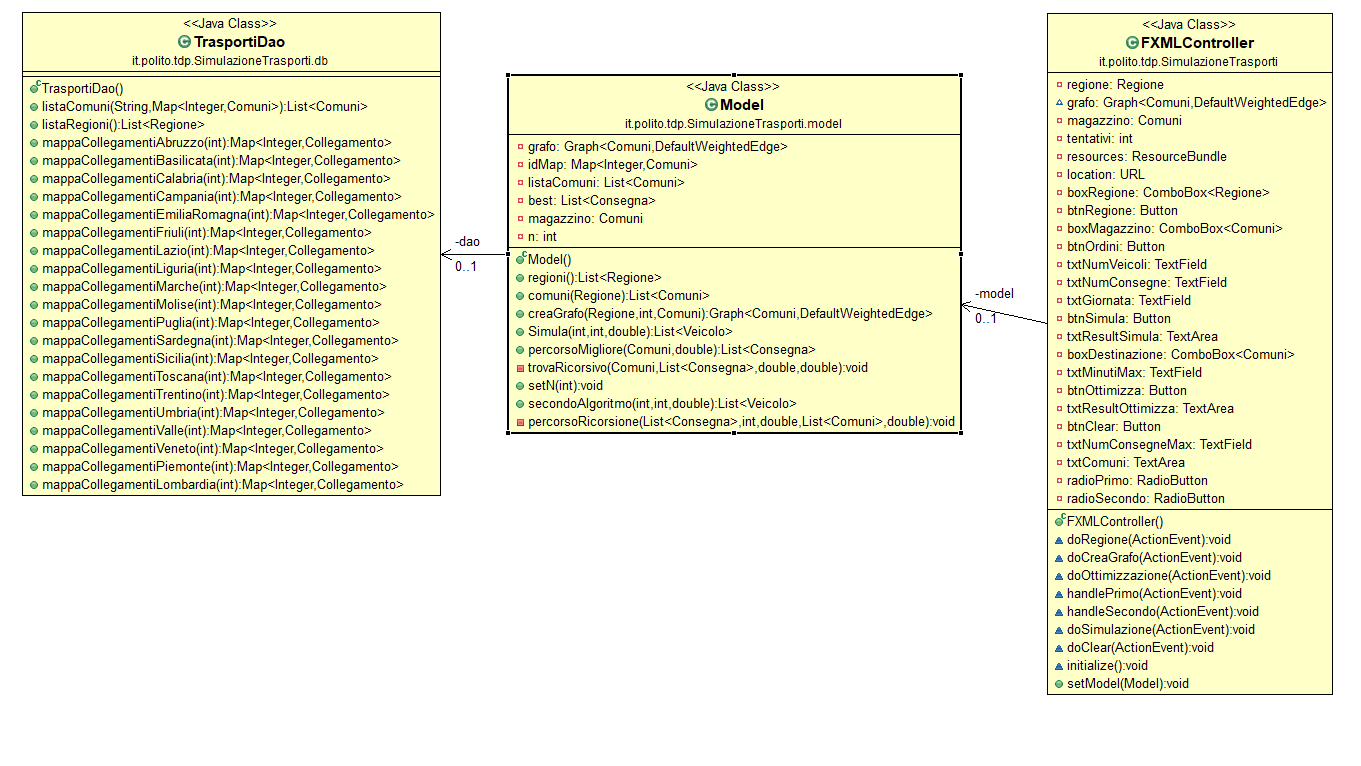 <<Java Class>>
TrasportiDao
it.polito.tdp.SimulazioneTrasporti.db
TrasportiDao()
listaComuni(String,Map<Integer,Comuni>):List<Comuni>
listaRegioni():List<Regione>
mappaCollegamentiAbruzzo(int):Map<Integer,Collegamento>
mappaCollegamentiBasilicata(int):Map<Integer,Collegamento>
mappaCollegamentiCalabria(int):Map<Integer,Collegamento>
mappaCollegamentiCampania(int):Map<Integer,Collegamento>
mappaCollegamentiEmiliaRomagna(int):Map<Integer,Collegamento>
mappaCollegamentiFriuli(int):Map<Integer,Collegamento>
mappaCollegamentiLazio(int):Map<Integer,Collegamento>
mappaCollegamentiLiguria(int):Map<Integer,Collegamento>
mappaCollegamentiMarche(int):Map<Integer,Collegamento>
mappaCollegamentiMolise(int):Map<Integer,Collegamento>
mappaCollegamentiPuglia(int):Map<Integer,Collegamento>
mappaCollegamentiSardegna(int):Map<Integer,Collegamento>
mappaCollegamentiSicilia(int):Map<Integer,Collegamento>
mappaCollegamentiToscana(int):Map<Integer,Collegamento>
mappaCollegamentiTrentino(int):Map<Integer,Collegamento>
mappaCollegamentiUmbria(int):Map<Integer,Collegamento>
mappaCollegamentiValle(int):Map<Integer,Collegamento>
mappaCollegamentiVeneto(int):Map<Integer,Collegamento>
mappaCollegamentiPiemonte(int):Map<Integer,Collegamento>
mappaCollegamentiLombardia(int):Map<Integer,Collegamento>
-dao
0..1
<<Java Class>>
Model
it.polito.tdp.SimulazioneTrasporti.model
grafo: Graph<Comuni,DefaultWeightedEdge>
idMap: Map<Integer,Comuni>
listaComuni: List<Comuni>
best: List<Consegna>
magazzino: Comuni
n: int
Model()
regioni():List<Regione>
comuni(Regione):List<Comuni>
creaGrafo(Regione,int,Comuni):Graph<Comuni,DefaultWeightedEdge>
Simula(int,int,double):List<Veicolo>
percorsoMigliore(Comuni,double):List<Consegna>
trovaRicorsivo(Comuni,List<Consegna>,double,double):void
setN(int):void
secondoAlgoritmo(int,int,double):List<Veicolo>
percorsoRicorsione(List<Consegna>,int,double,List<Comuni>,double):void
-model
0..1
<<Java Class>>
FXMLController
it.polito.tdp.SimulazioneTrasporti
regione: Regione
grafo: Graph<Comuni,DefaultWeightedEdge>
magazzino: Comuni
tentativi: int
resources: ResourceBundle
location: URL
boxRegione: ComboBox<Regione>
btnRegione: Button
boxMagazzino: ComboBox<Comuni>
btnOrdini: Button
txtNumVeicoli: TextField
txtNumConsegne: TextField
txtGiornata: TextField
btnSimula: Button
txtResultSimula: TextArea
boxDestinazione: ComboBox<Comuni>
txtMinutiMax: TextField
btnOttimizza: Button
txtResultOttimizza: TextArea
btnClear: Button
txtNumConsegneMax: TextField
txtComuni: TextArea
radioPrimo: RadioButton
radioSecondo: RadioButton
FXMLController()
doRegione(ActionEvent):void
doCreaGrafo(ActionEvent):void
doOttimizzazione(ActionEvent):void
handlePrimo(ActionEvent):void
handleSecondo(ActionEvent):void
doSimulazione(ActionEvent):void
doClear(ActionEvent):void
initialize():void
setModel(Model):void